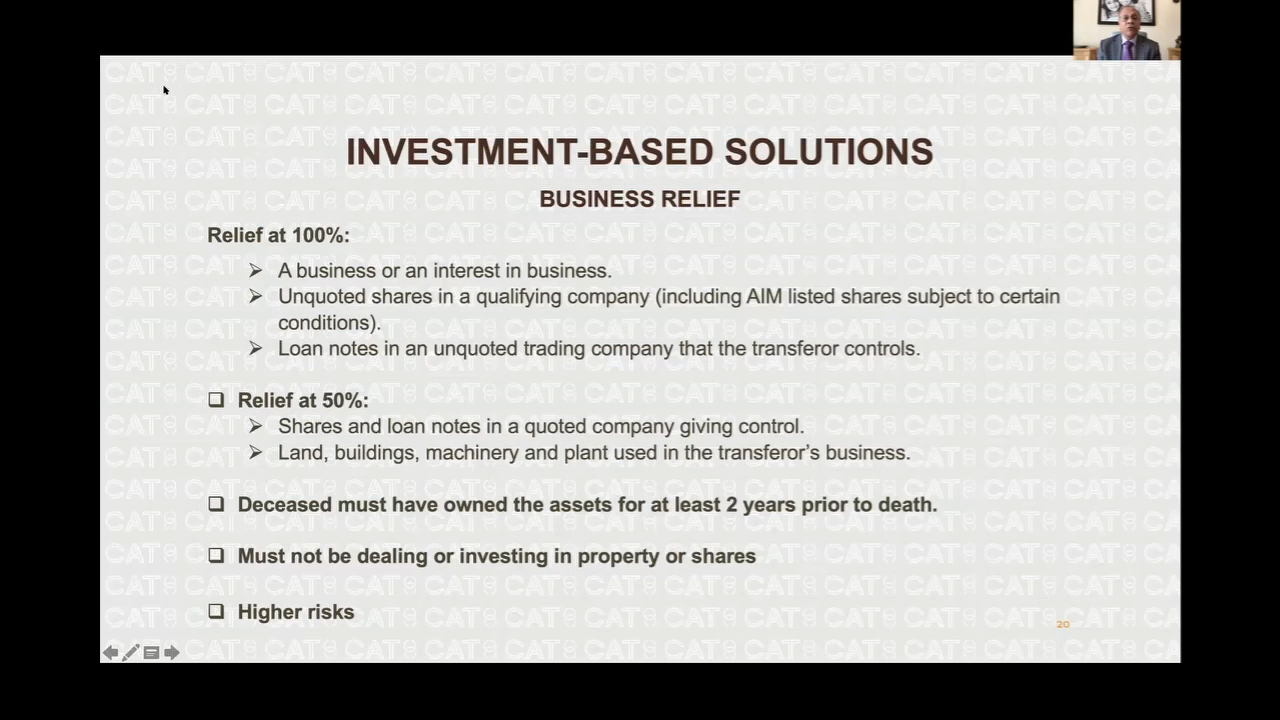 INVESTMENT-BASED SOLUTIONS
BUSINESS RELIEF
Relief at 100%:
A business or an interest in business.
Unquoted shares in a qualifying company (including AIM listed shares subject to certain
conditions).
Loan notes in an unquoted trading company that the transferor controls.
Relief at 50%:
Shares and loan notes in a quoted company giving control.
Land, buildings, machinery and plant used in the transferor’s business.
Deceased must have owned the assets for at least 2 years prior to death.
Must not be dealing or investing in property or shares
Higher risks
20